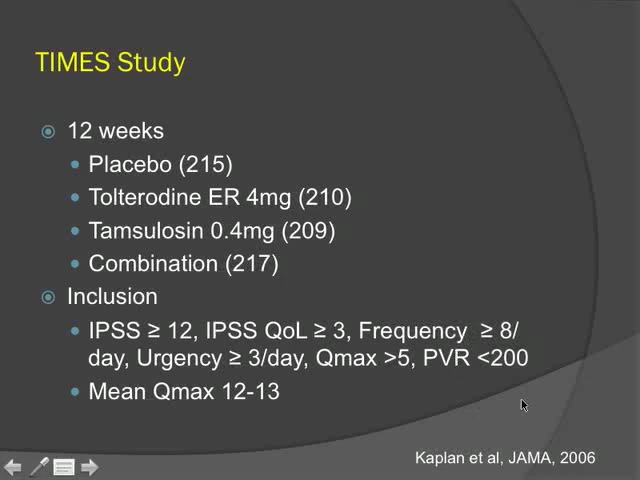 TIMES Study
12 weeks
Placebo (215)
Tolterodine ER 4mg (210)
Tamsulosin 0.4mg (209)
Combination (217)
Inclusion
IPSS ≥ 12, IPSS QoL ≥ 3, Frequency ≥ 8/
day, Urgency ≥ 3/day, Qmax >5, PVR <200
Mean Qmax 12-13
Kaplan et al, JAMA, 2006